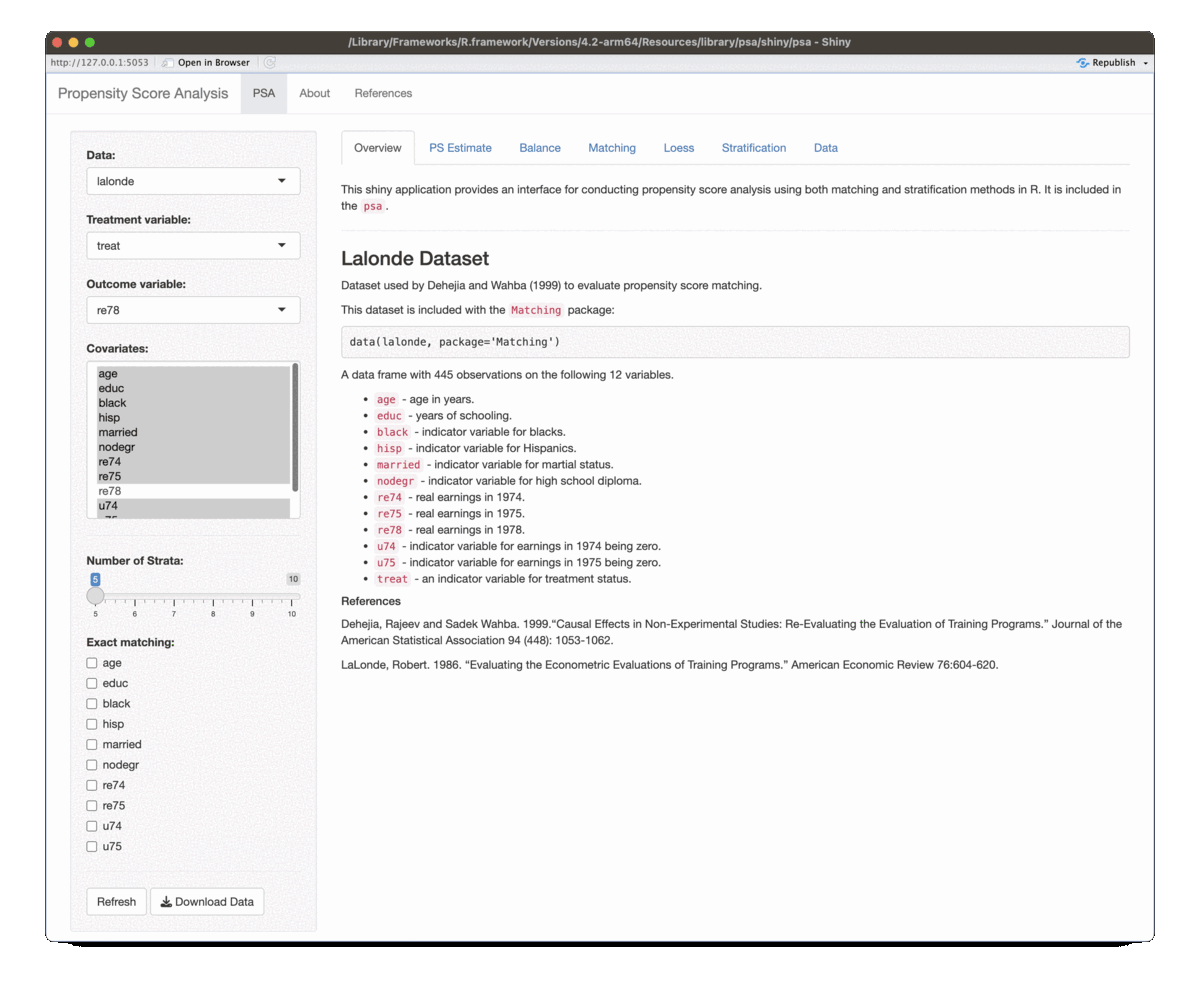 /Library/Frameworks/R.framework/Versions/4.2-arm64/Resources/library/psa/shiny/psa - Shiny
http://127.0.0.1:5053 Open in Browser Republish
Propensity Score Analysis PSA About References
Data:
lalonde
Treatment variable:
treat
Outcome variable:
re78
Covariates:
age
educ
black
hisp
married
nodegr
re74
re75
re78
u74
Number of Strata:
5 10
5 6 7 8 9 10
Exact matching:
age
educ
black
hisp
married
nodegr
re74
re75
u74
u75
Refresh Download Data
Overview PS Estimate Balance Matching Loess Stratification Data
This shiny application provides an interface for conducting propensity score analysis using both matching and stratification methods in R. It is included in
the psa.
Lalonde Dataset
Dataset used by Dehejia and Wahba (1999) to evaluate propensity score matching.
This dataset is included with the Matching package:
data(lalonde, package='Matching')
A data frame with 445 observations on the following 12 variables.
• age - age in years.
• educ - years of schooling.
• black - indicator variable for blacks.
• hisp - indicator variable for Hispanics.
• married - indicator variable for martial status.
• nodegr - indicator variable for high school diploma.
• re74 - real earnings in 1974.
• re75 - real earnings in 1975.
• re78 - real earnings in 1978.
• u74 - indicator variable for earnings in 1974 being zero.
• u75 - indicator variable for earnings in 1975 being zero.
• treat - an indicator variable for treatment status.
References
Dehejia, Rajeev and Sadek Wahba. 1999.“Causal Effects in Non-Experimental Studies: Re-Evaluating the Evaluation of Training Programs.” Journal of the
American Statistical Association 94 (448): 1053-1062.
LaLonde, Robert. 1986. “Evaluating the Econometric Evaluations of Training Programs.” American Economic Review 76:604-620.